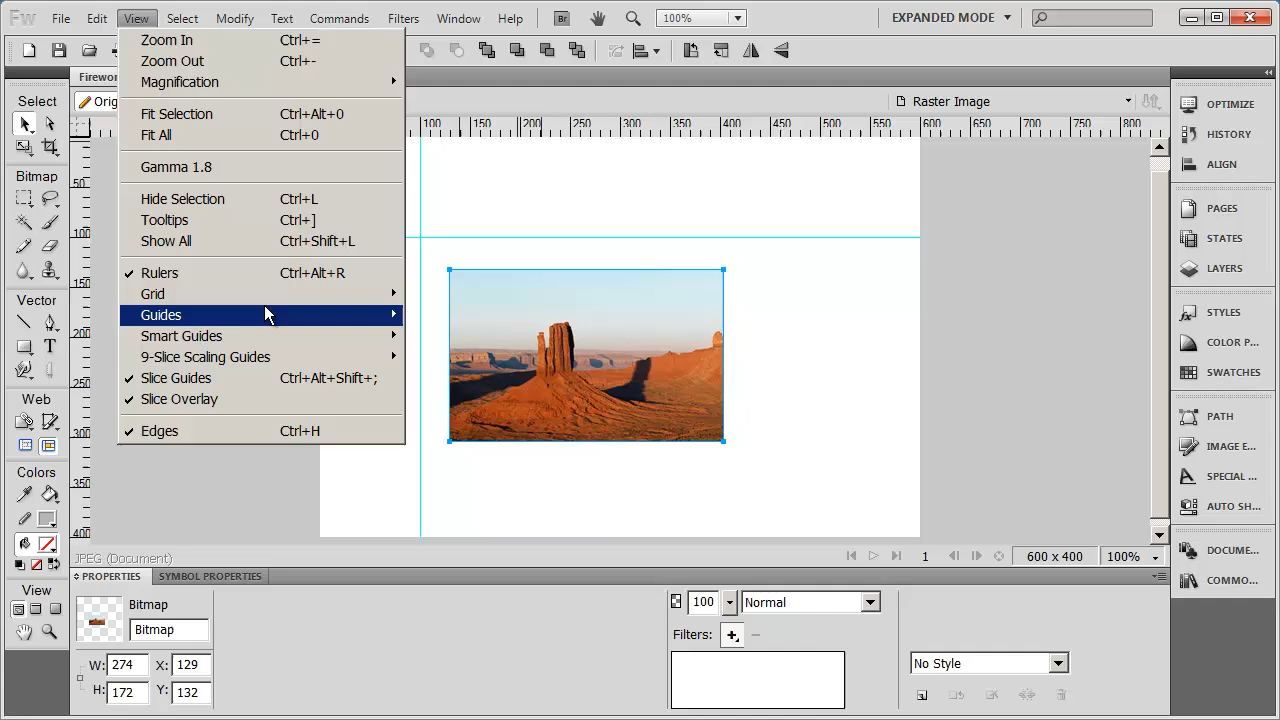 Fw File Edit View Select Modify Text Commands Filters Window Help Br 100% EXPANDED MODE
Firewor
Orig Raster Image
Zoom In Ctrl+=
Zoom Out Ctrl+-
Magnification
Fit Selection Ctrl+Alt+0
Fit All Ctrl+0
Gamma 1.8
Hide Selection Ctrl+L
Tooltips Ctrl+]
Show All Ctrl+Shift+L
Rulers Ctrl+Alt+R
Grid
Guides
Smart Guides
9-Slice Scaling Guides
Slice Guides Ctrl+Alt+Shift+;
Slice Overlay
Edges Ctrl+H
100 150 200 250 300 350 400 450 500 550 600 650 700 750 800
50
100
150
200
250
300
350
400
Select
Bitmap
Vector
T
Web
Colors
View
OPTIMIZE
HISTORY
ALIGN
PAGES
STATES
LAYERS
STYLES
COLOR P...
SWATCHES
PATH
IMAGE E...
SPECIAL ...
AUTO SH...
DOCUME...
COMMO...
JPEG (Document) 1 600 x 400 100%
PROPERTIES SYMBOL PROPERTIES
Bitmap
Bitmap
W: 274 X: 129
H: 172 Y: 132
100 Normal
Filters:
No Style